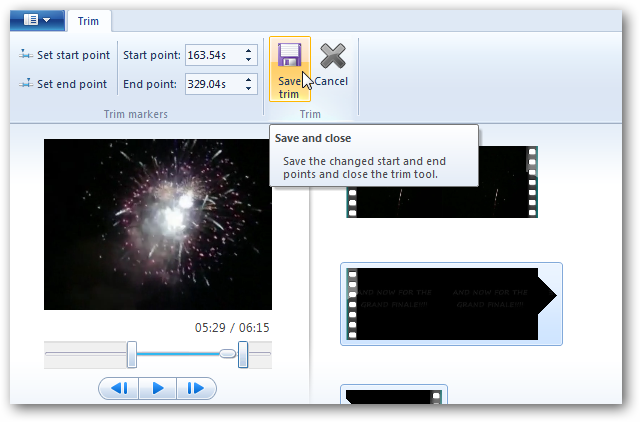 Trim
Set start point
Start point: 163.54s
Set end point
End point: 329.04s
Save trim
Cancel
Trim markers
Trim
Save and close
Save the changed start and end
points and close the trim tool.
AND NOW FOR THE AND NOW FOR THE
GRAND FINALE!!! GRAND FINALE!!!
05:29 / 06:15